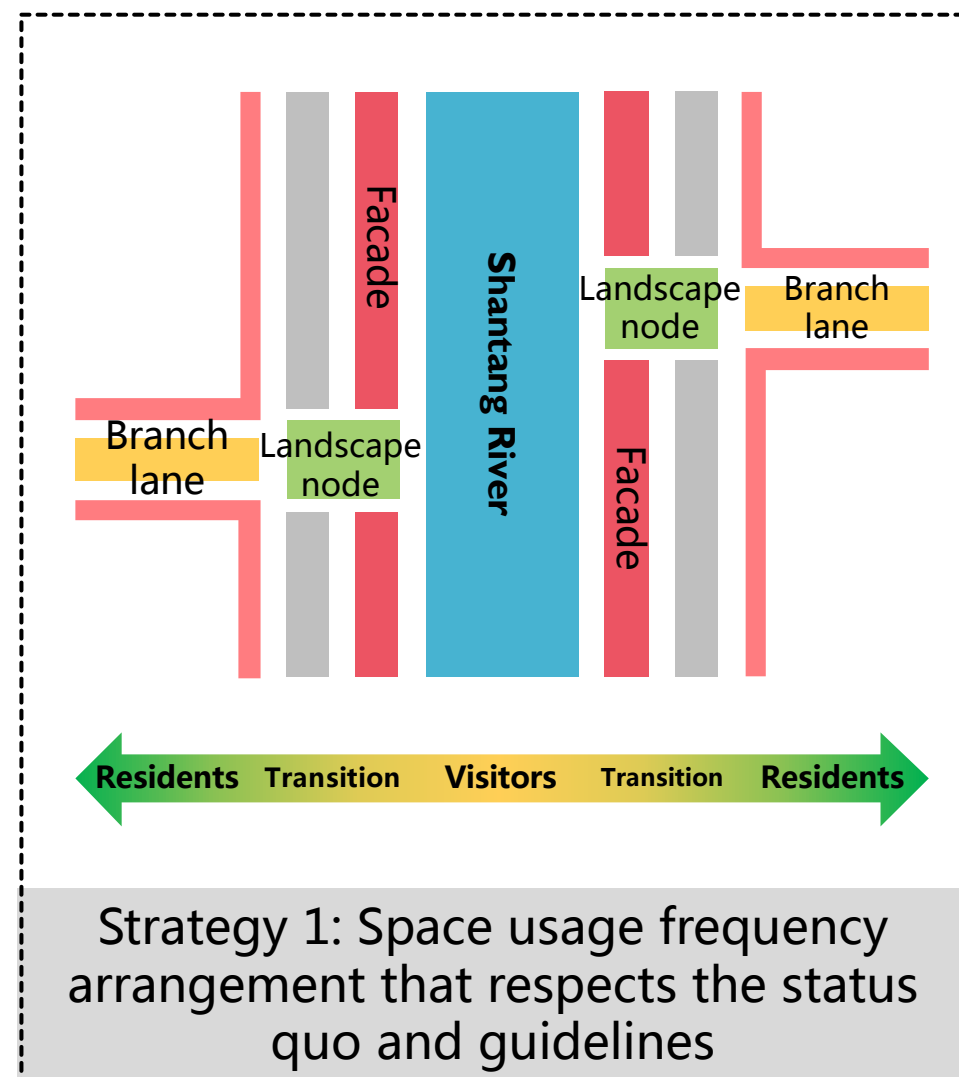 Facade
Shantang River
Landscape
node
Branch
lane
Branch
lane
Landscape
node
Facade
Residents Transition Visitors Transition Residents
Strategy 1: Space usage frequency
arrangement that respects the status
quo and guidelines